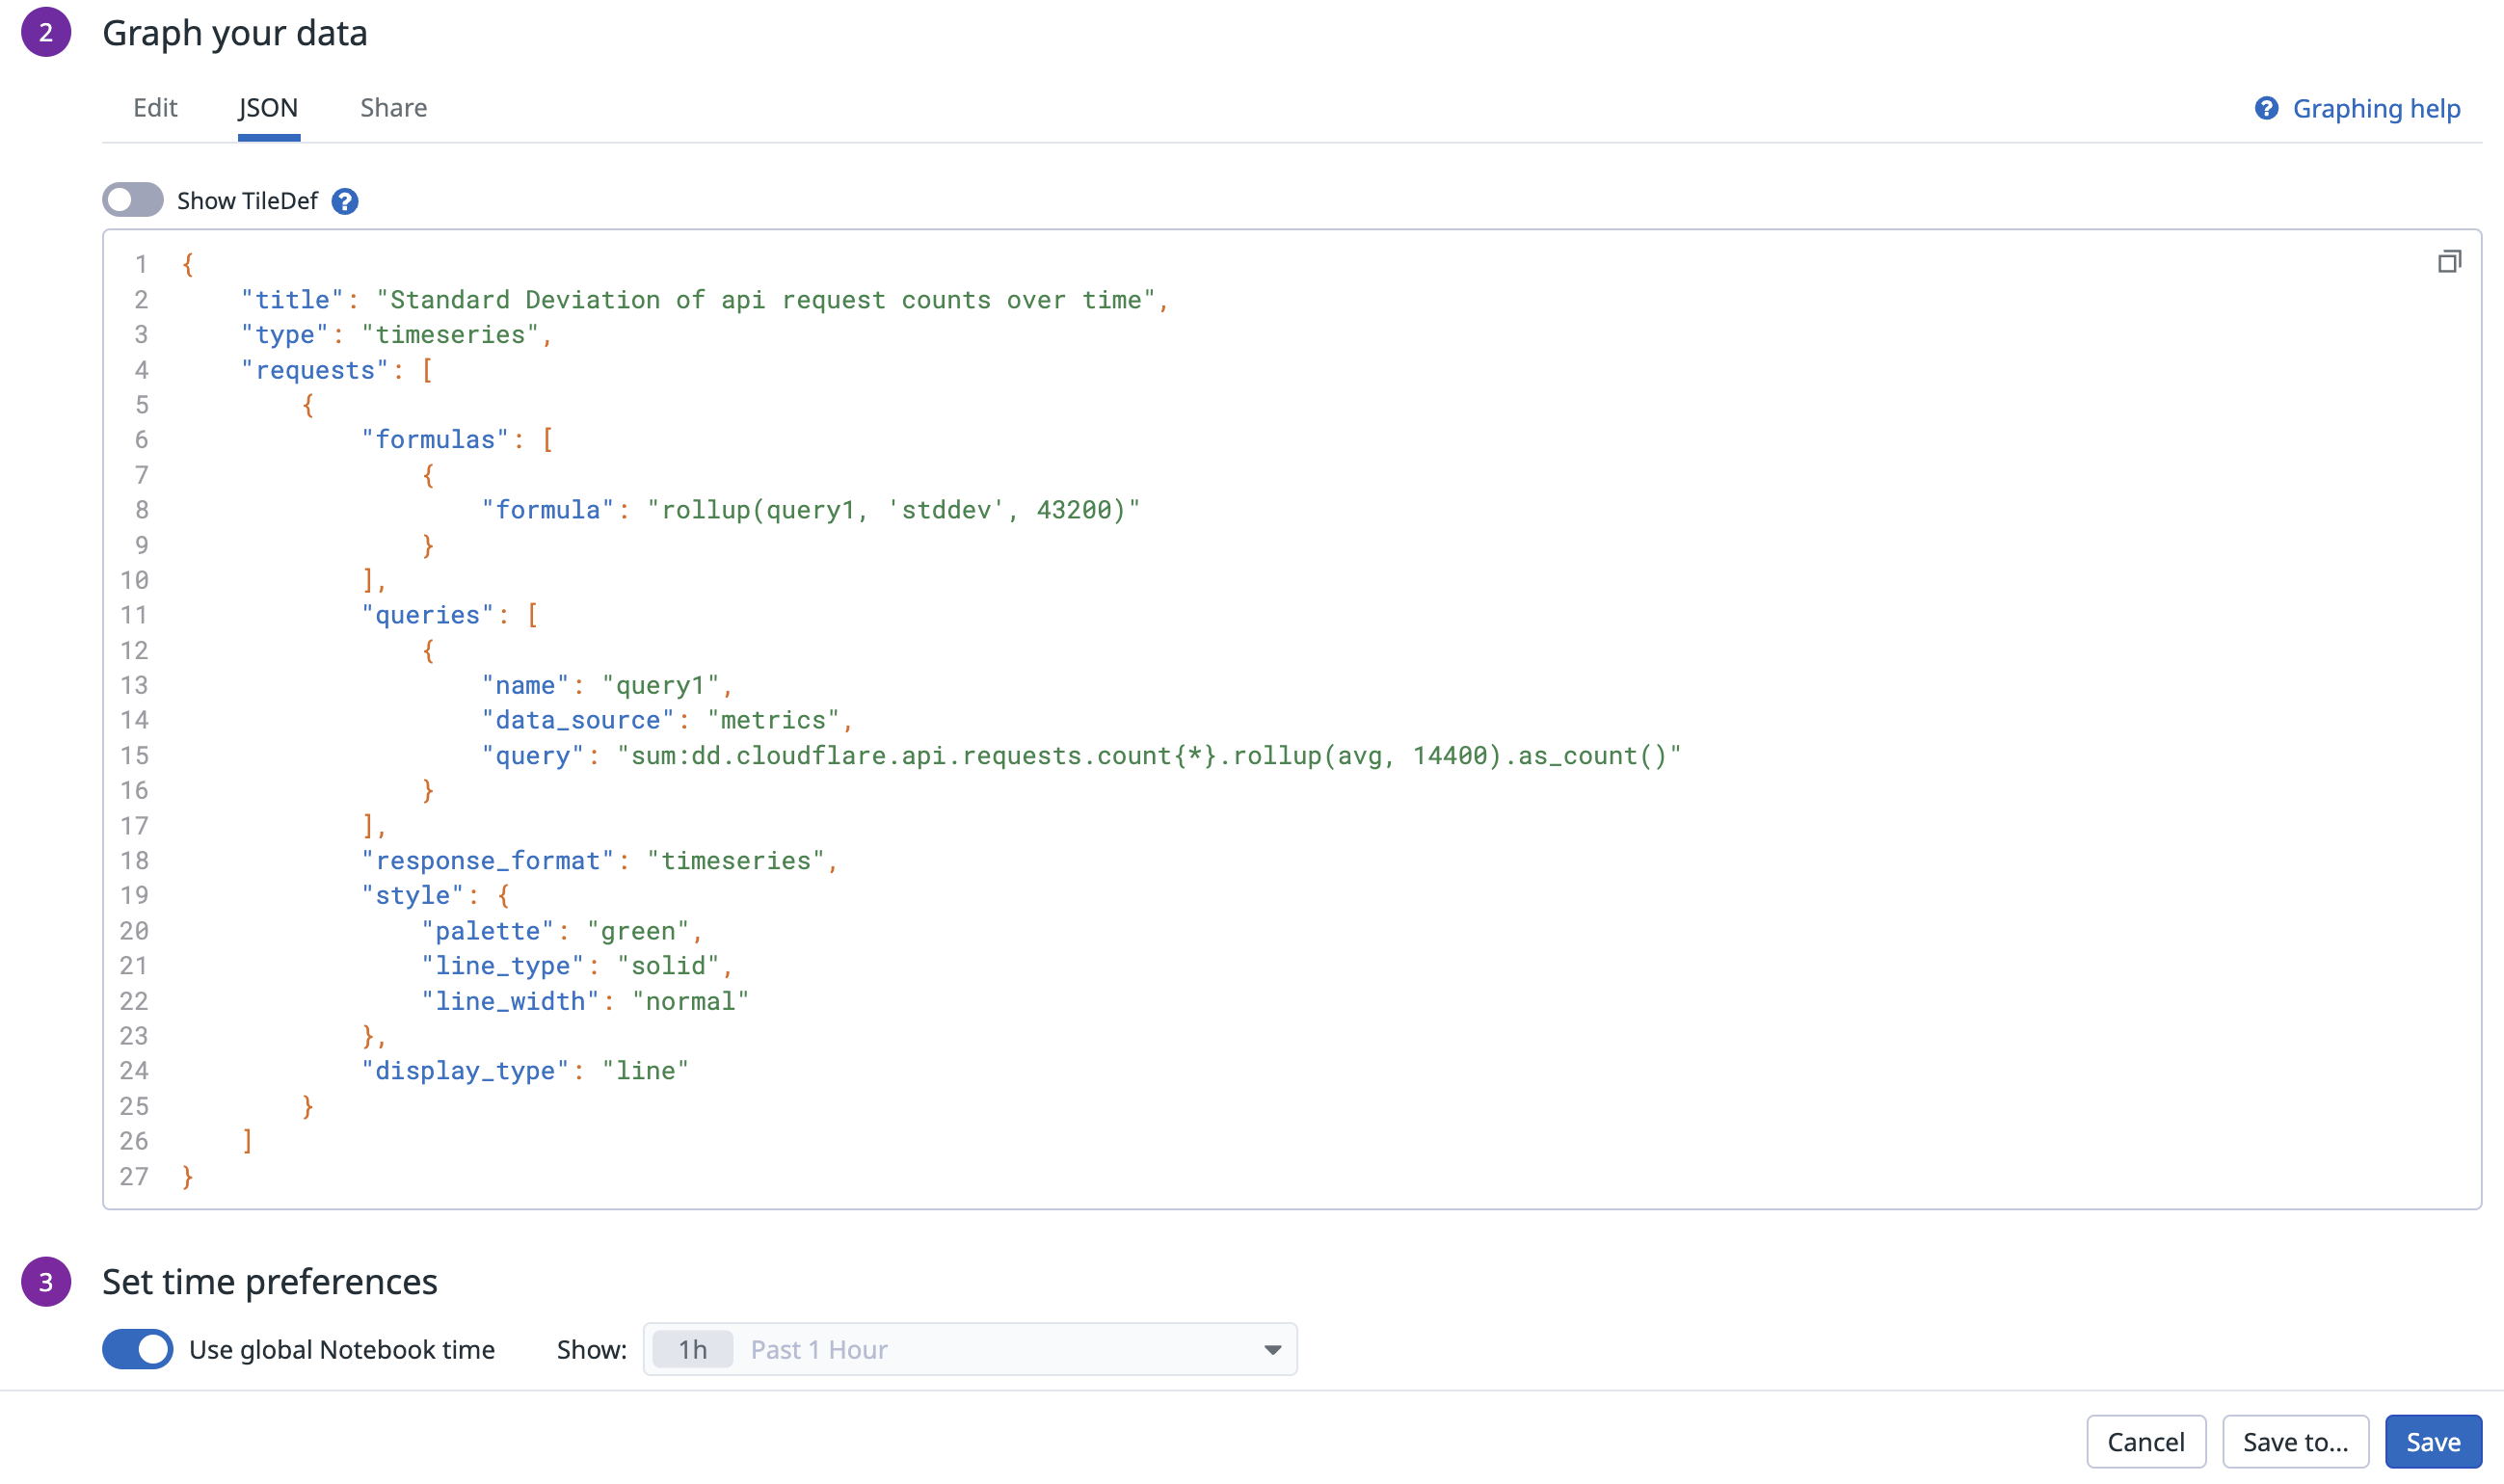 2 Graph your data
Edit JSON Share ? Graphing help
Show TileDef ?
1 {
2     "title": "Standard Deviation of api request counts over time",
3     "type": "timeseries",
4     "requests": [
5         {
6             "formulas": [
7                 {
8                     "formula": "rollup(query1, 'stddev', 43200)"
9                 }
10             ],
11             "queries": [
12                 {
13                     "name": "query1",
14                     "data_source": "metrics",
15                     "query": "sum:dd.cloudflare.api.requests.count{*}.rollup(avg, 14400).as_count()"
16                 }
17             ],
18             "response_format": "timeseries",
19             "style": {
20                 "palette": "green",
21                 "line_type": "solid",
22                 "line_width": "normal"
23             },
24             "display_type": "line"
25         }
26     ]
27 }
3 Set time preferences
Use global Notebook time Show: 1h Past 1 Hour
Cancel Save to... Save